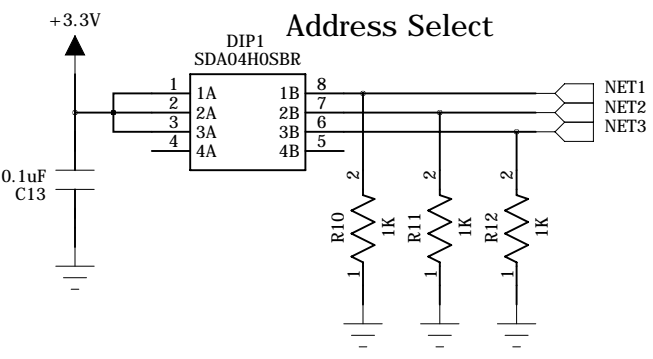 Address Select
+3.3V
DIP1
SDA04H0SBR
1 1A 1B 8 NET1
2 2A 2B 7 NET2
3 3A 3B 6 NET3
4 4A 4B 5
0.1uF
C13
2 2 2
R10 1K R11 1K R12 1K
1 1 1